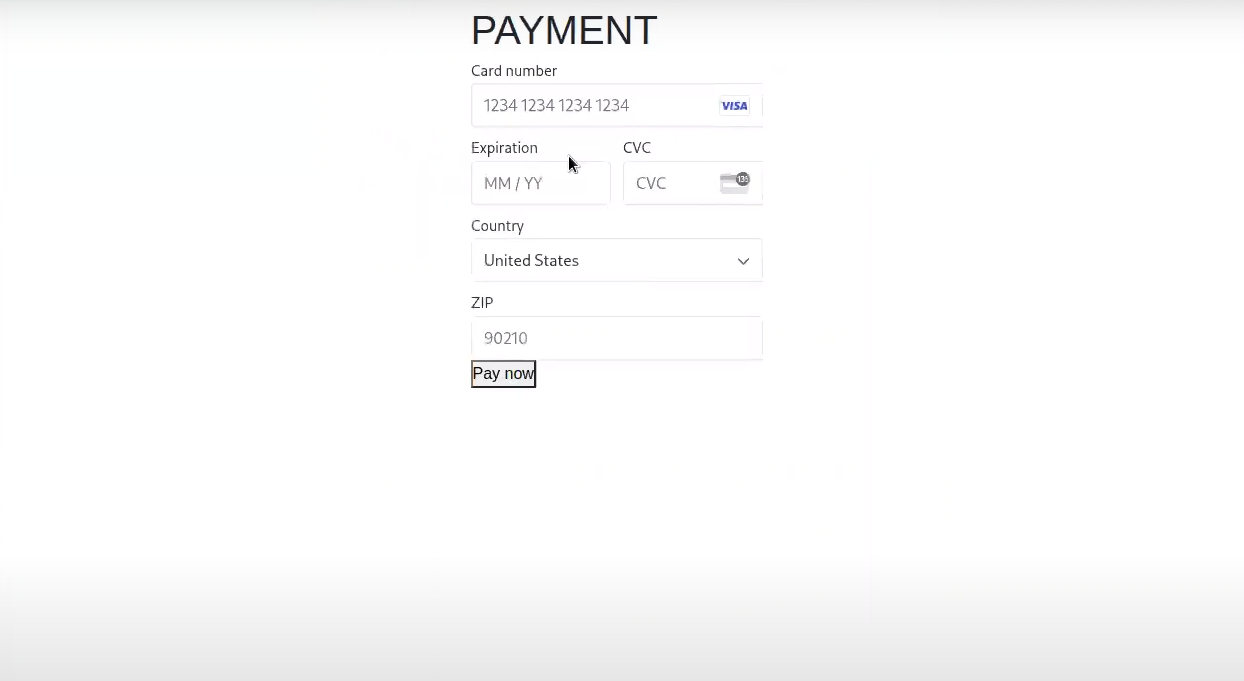 PAYMENT
Card number
1234 1234 1234 1234 VISA
Expiration CVC
MM / YY CVC 135
Country
United States
ZIP
90210
Pay now